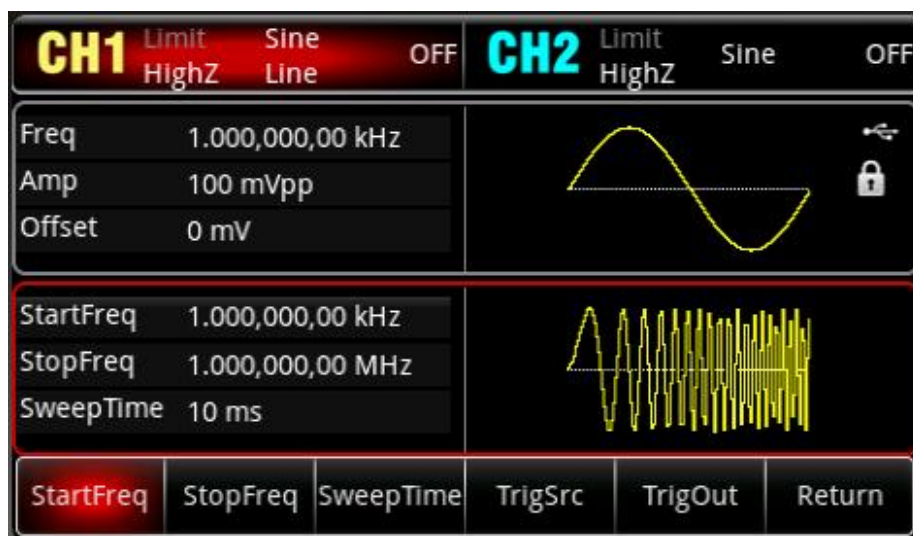 CH1 Limit Sine OFF CH2 Limit Sine OFF
HighZ Line HighZ
Freq 1.000,000,00 kHz
Amp 100 mVpp
Offset 0 mV
StartFreq 1.000,000,00 kHz
StopFreq 1.000,000,00 MHz
SweepTime 10 ms
StartFreq StopFreq SweepTime TrigSrc TrigOut Return